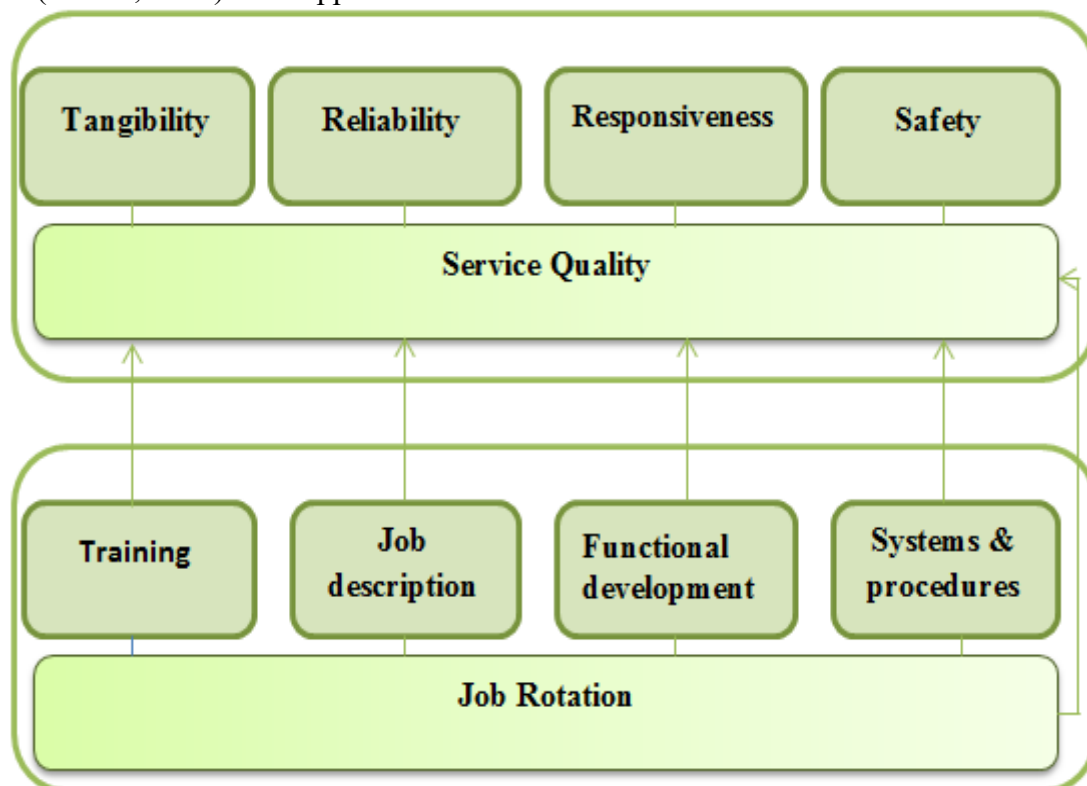 Tangibility
Reliability
Responsiveness
Safety
Service Quality
Training
Job
description
Functional
development
Systems &
procedures
Job Rotation